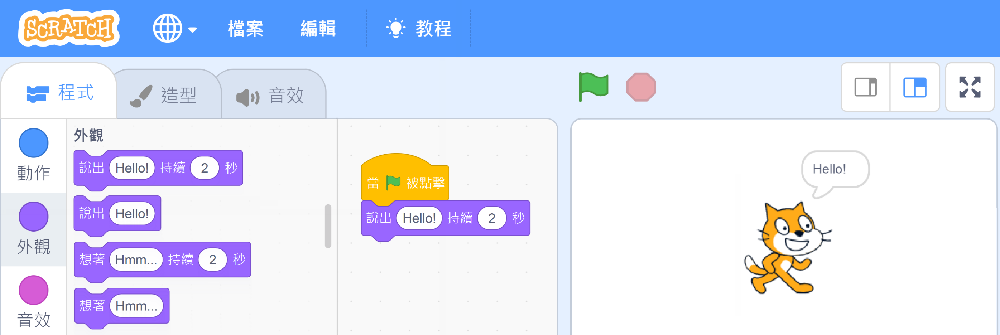 SCRATCH
檔案
編輯
教程
程式
造型
音效
動作
外觀
音效
外觀
說出 Hello! 持續 2 秒
說出 Hello!
想著 Hmm... 持續 2 秒
想著 Hmm...
當 被點擊
說出 Hello! 持續 2 秒
Hello!